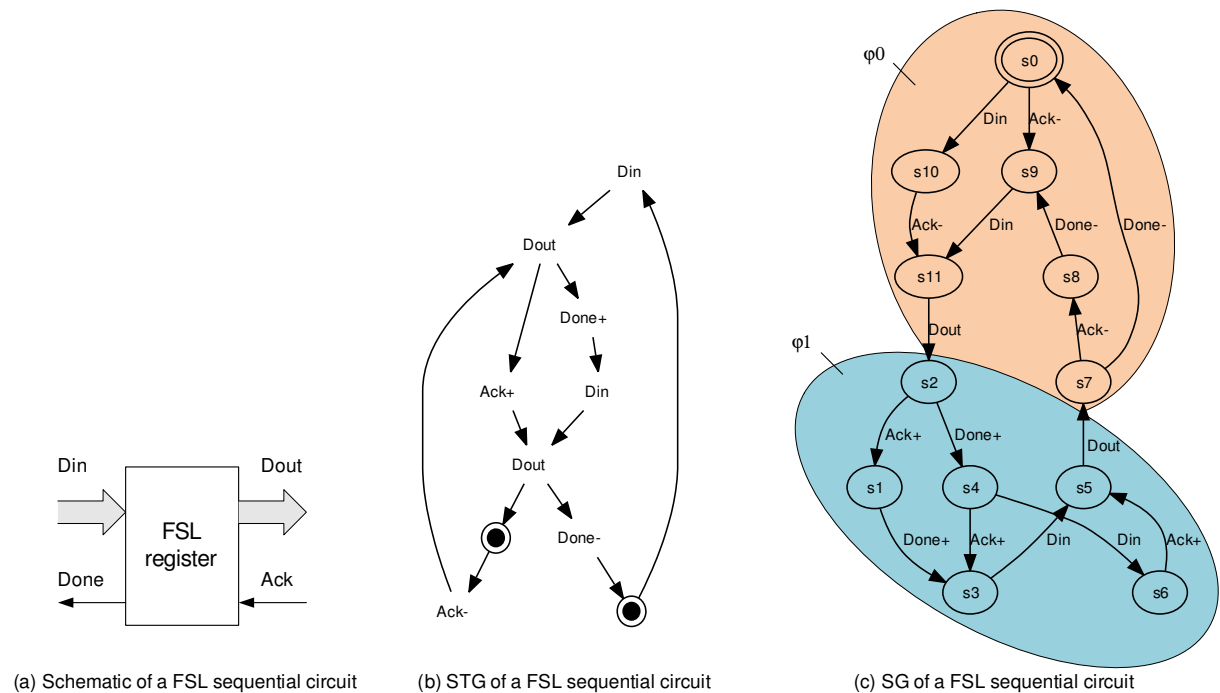 Din
Dout
FSL
register
Done
Ack
(a) Schematic of a FSL sequential circuit
Din
Dout
Done+
Ack+
Din
Dout
Done-
Ack-
(b) STG of a FSL sequential circuit
φ0
s0
Din
Ack-
s10
s9
Ack-
Din
Done-
Done-
s11
s8
Dout
Ack-
φ1
s2
s7
Ack+
Done+
Dout
s1
s4
s5
Done+
Ack+
Din
Din
Ack+
s3
s6
(c) SG of a FSL sequential circuit